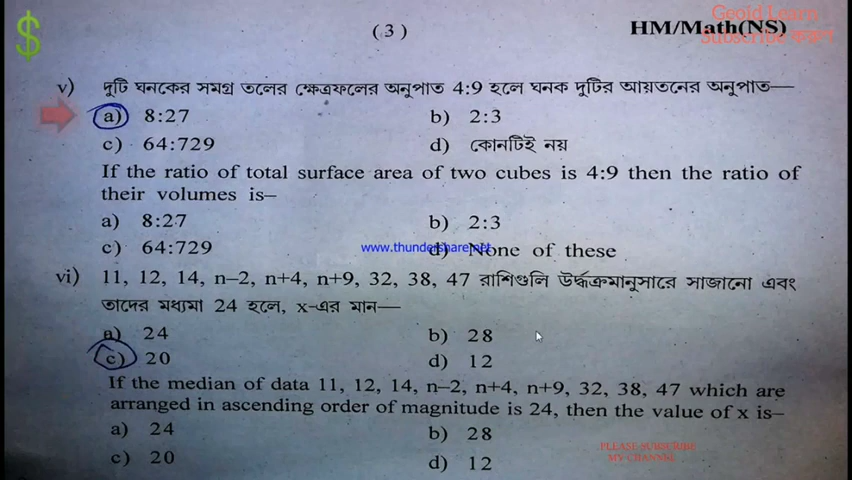 ( 3 )
HM/Math(NS)
Geoid Learn
Subscribe করুণ
v) দুটি ঘনকের সমগ্র তলের ক্ষেত্রফলের অনুপাত 4:9 হলে ঘনক দুটির আয়তনের অনুপাত—
a) 8:27 b) 2:3
c) 64:729 d) কোনটিই নয়
If the ratio of total surface area of two cubes is 4:9 then the ratio of
their volumes is–
a) 8:27 b) 2:3
c) 64:729 d) None of these
www.thundershare.net
vi) 11, 12, 14, n–2, n+4, n+9, 32, 38, 47 রাশিগুলি উর্দ্ধক্রমানুসারে সাজানো এবং
তাদের মধ্যমা 24 হলে, x-এর মান—
a) 24 b) 28
c) 20 d) 12
If the median of data 11, 12, 14, n–2, n+4, n+9, 32, 38, 47 which are
arranged in ascending order of magnitude is 24, then the value of x is–
a) 24 b) 28
c) 20 d) 12
PLEASE SUBSCRIBE
MY CHANNEL